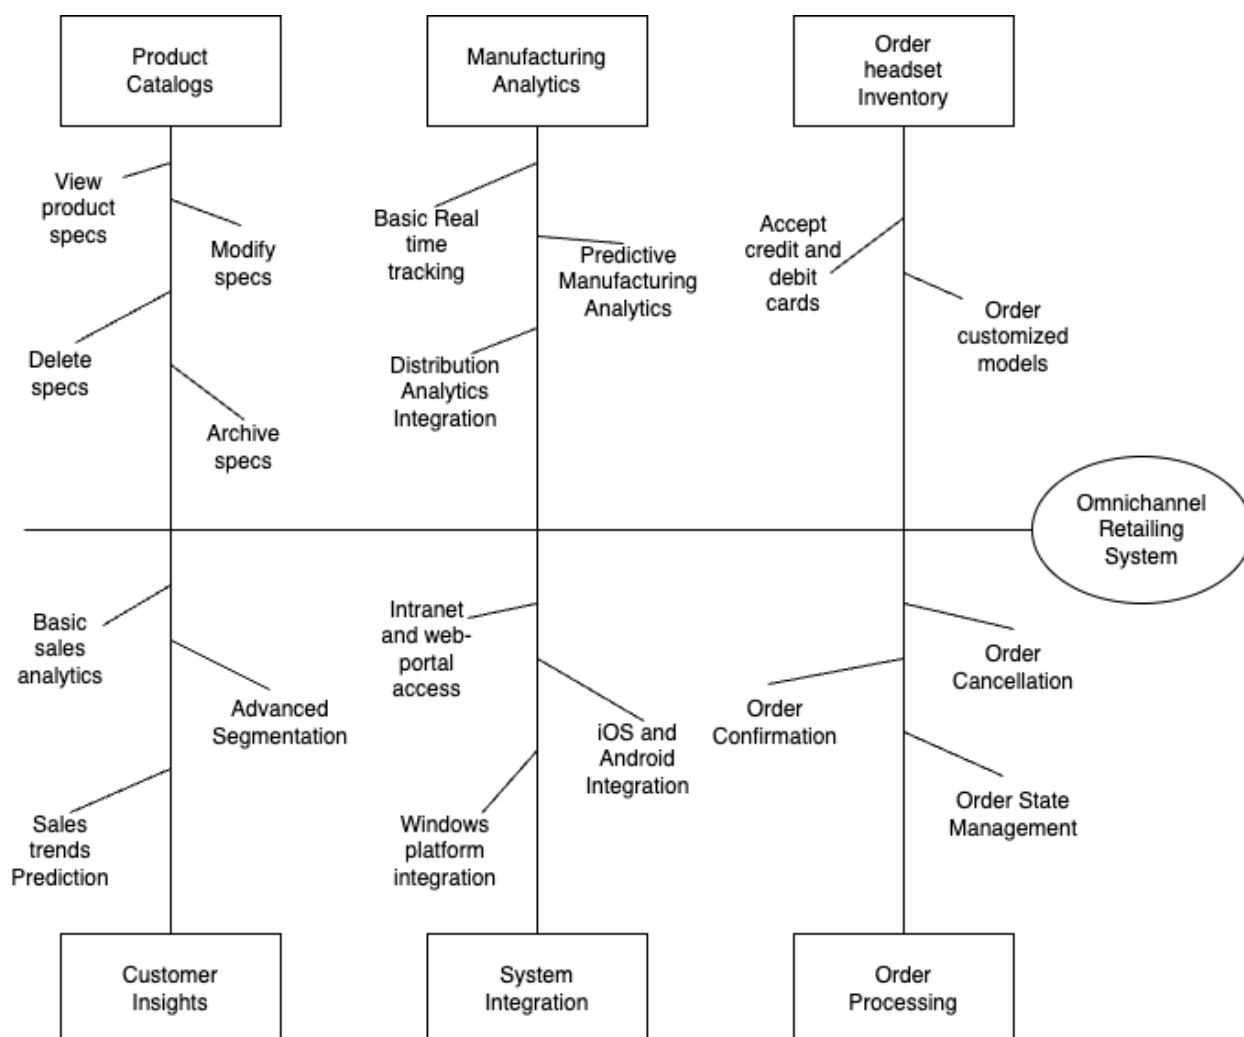 Product
Catalogs
Manufacturing
Analytics
Order
headset
Inventory
View
product
specs
Modify
specs
Delete
specs
Archive
specs
Basic Real
time
tracking
Predictive
Manufacturing
Analytics
Distribution
Analytics
Integration
Accept
credit and
debit
cards
Order
customized
models
Omnichannel
Retailing
System
Basic
sales
analytics
Advanced
Segmentation
Sales
trends
Prediction
Intranet
and web-
portal
access
iOS and
Android
Integration
Windows
platform
integration
Order
Cancellation
Order
Confirmation
Order State
Management
Customer
Insights
System
Integration
Order
Processing